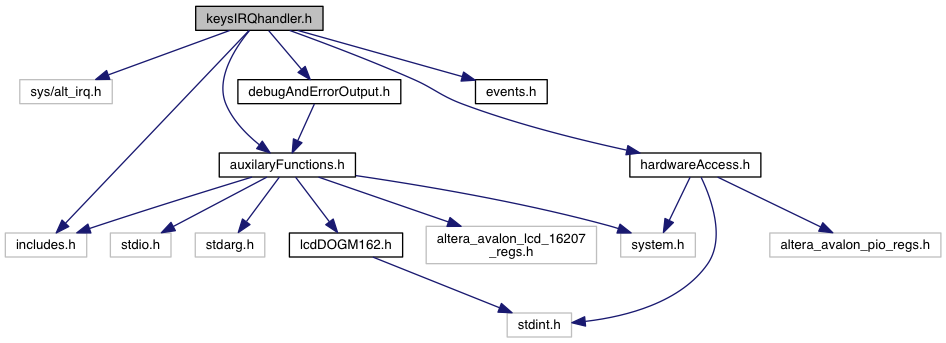 keysIRQhandler.h
sys/alt_irq.h
debugAndErrorOutput.h
events.h
auxilaryFunctions.h
hardwareAccess.h
includes.h
stdio.h
stdarg.h
lcdDOGM162.h
altera_avalon_lcd_16207
_regs.h
system.h
altera_avalon_pio_regs.h
stdint.h